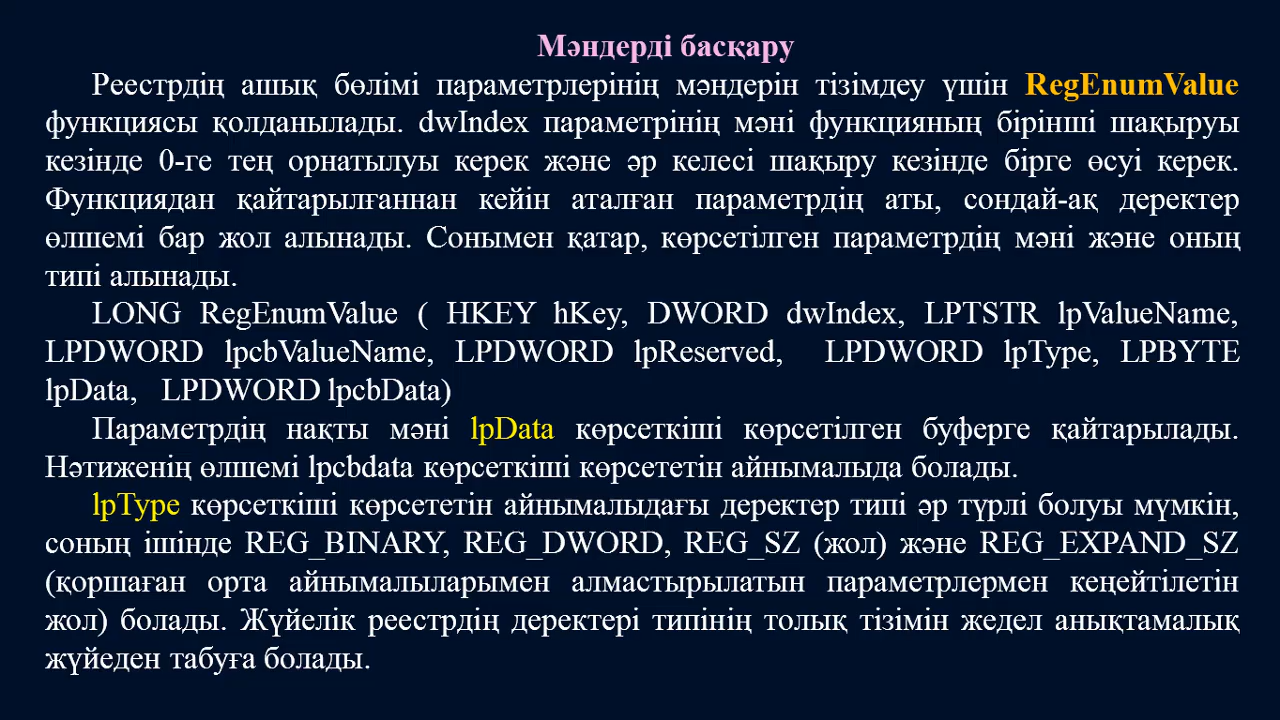 Мәндерді басқару
Реестрдің ашық бөлімі параметрлерінің мәндерін тізімдеу үшін RegEnumValue
функциясы қолданылады. dwIndex параметрінің мәні функцияның бірінші шақыруы
кезінде 0-ге тең орнатылуы керек және әр келесі шақыру кезінде бірге өсуі керек.
Функциядан қайтарылғаннан кейін аталған параметрдің аты, сондай-ақ деректер
өлшемі бар жол алынады. Сонымен қатар, көрсетілген параметрдің мәні және оның
типі алынады.
LONG RegEnumValue ( HKEY hKey, DWORD dwIndex, LPTSTR lpValueName,
LPDWORD lpcbValueName, LPDWORD lpReserved, LPDWORD lpType, LPBYTE
lpData, LPDWORD lpcbData)
Параметрдің нақты мәні lpData көрсеткіші көрсетілген буферге қайтарылады.
Нәтиженің өлшемі lpcbdata көрсеткіші көрсететін айнымалыда болады.
lpType көрсеткіші көрсететін айнымалыдағы деректер типі әр түрлі болуы мүмкін,
соның ішінде REG_BINARY, REG_DWORD, REG_SZ (жол) және REG_EXPAND_SZ
(қоршаған орта айнымалыларымен алмастырылатын параметрлермен кеңейтілетін
жол) болады. Жүйелік реестрдің деректері типінің толық тізімін жедел анықтамалық
жүйеден табуға болады.